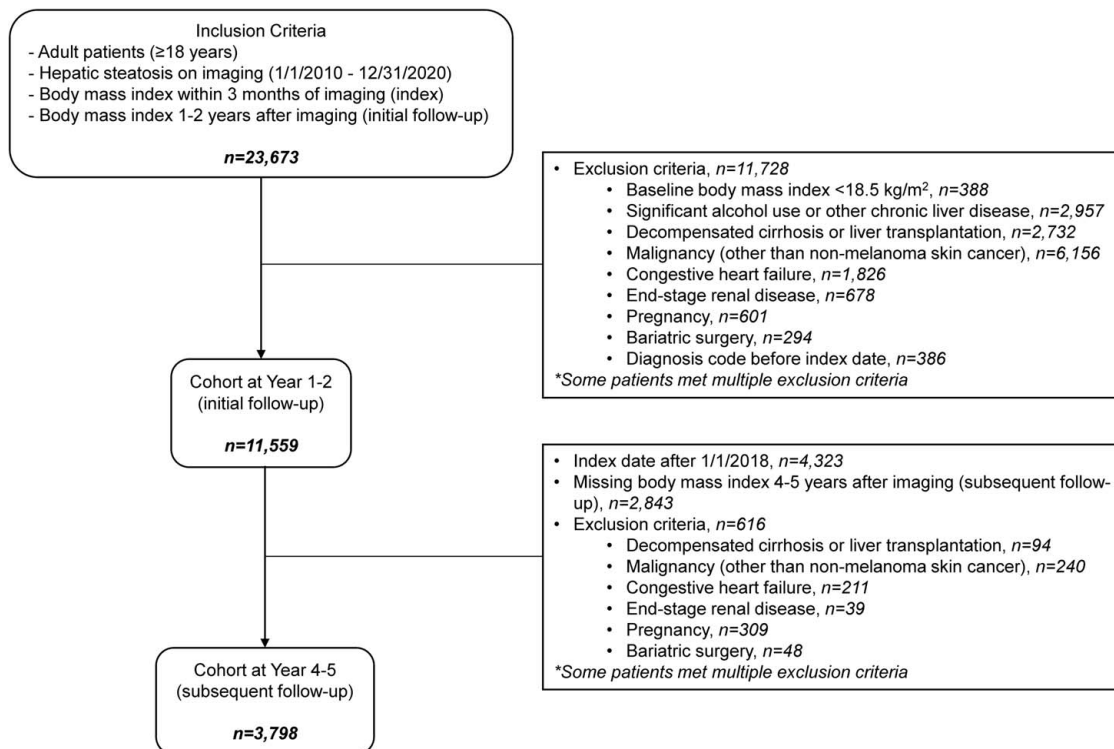 Inclusion Criteria
- Adult patients (≥18 years)
- Hepatic steatosis on imaging (1/1/2010 - 12/31/2020)
- Body mass index within 3 months of imaging (index)
- Body mass index 1-2 years after imaging (initial follow-up)
n=23,673
• Exclusion criteria, n=11,728
• Baseline body mass index <18.5 kg/m², n=388
• Significant alcohol use or other chronic liver disease, n=2,957
• Decompensated cirrhosis or liver transplantation, n=2,732
• Malignancy (other than non-melanoma skin cancer), n=6,156
• Congestive heart failure, n=1,826
• End-stage renal disease, n=678
• Pregnancy, n=601
• Bariatric surgery, n=294
• Diagnosis code before index date, n=386
*Some patients met multiple exclusion criteria
Cohort at Year 1-2
(initial follow-up)
n=11,559
• Index date after 1/1/2018, n=4,323
• Missing body mass index 4-5 years after imaging (subsequent follow-
up), n=2,843
• Exclusion criteria, n=616
• Decompensated cirrhosis or liver transplantation, n=94
• Malignancy (other than non-melanoma skin cancer), n=240
• Congestive heart failure, n=211
• End-stage renal disease, n=39
• Pregnancy, n=309
• Bariatric surgery, n=48
*Some patients met multiple exclusion criteria
Cohort at Year 4-5
(subsequent follow-up)
n=3,798